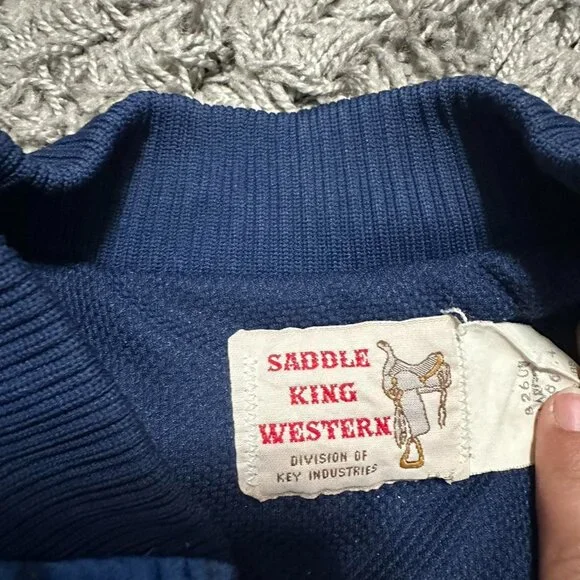 SADDLE
KING
WESTERN
DIVISION OF
KEY INDUSTRIES